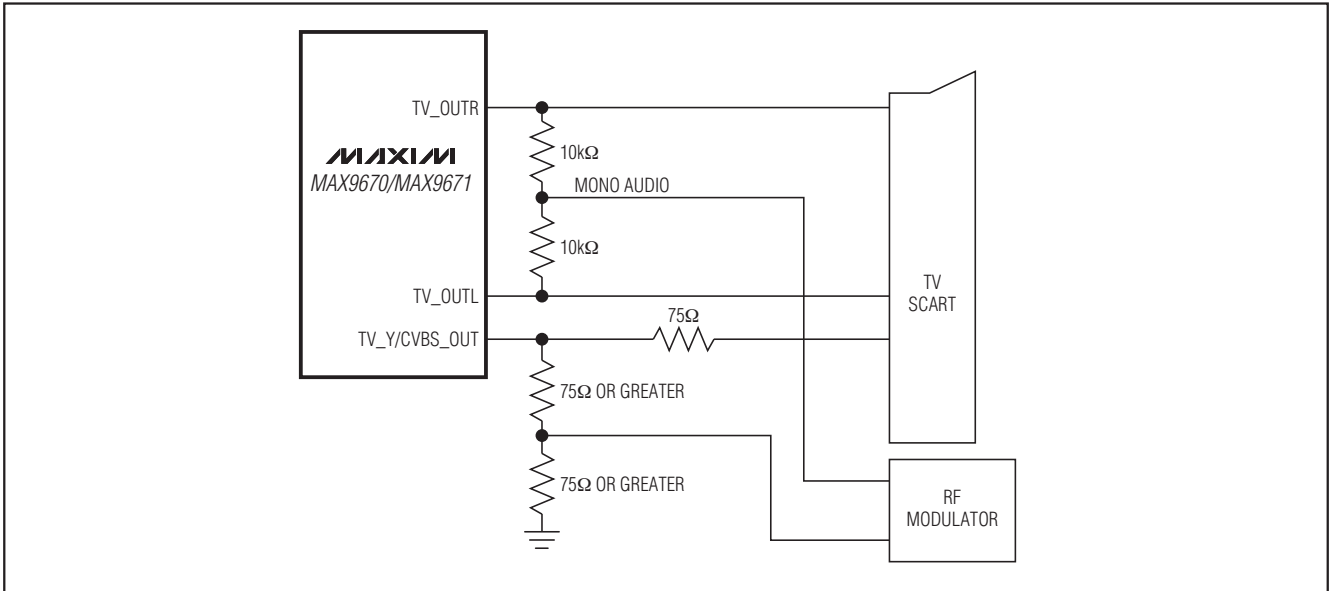 TV_OUTR
10kΩ
MAXIM
MAX9670/MAX9671
MONO AUDIO
10kΩ
TV
SCART
TV_OUTL
75Ω
TV_Y/CVBS_OUT
75Ω OR GREATER
75Ω OR GREATER
RF
MODULATOR